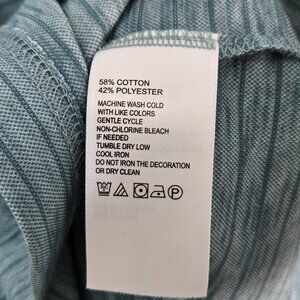 58% COTTON
42% POLYESTER
MACHINE WASH COLD
WITH LIKE COLORS
GENTLE CYCLE
NON-CHLORINE BLEACH
IF NEEDED
TUMBLE DRY LOW
COOL IRON
DO NOT IRON THE DECORATION
OR DRY CLEAN